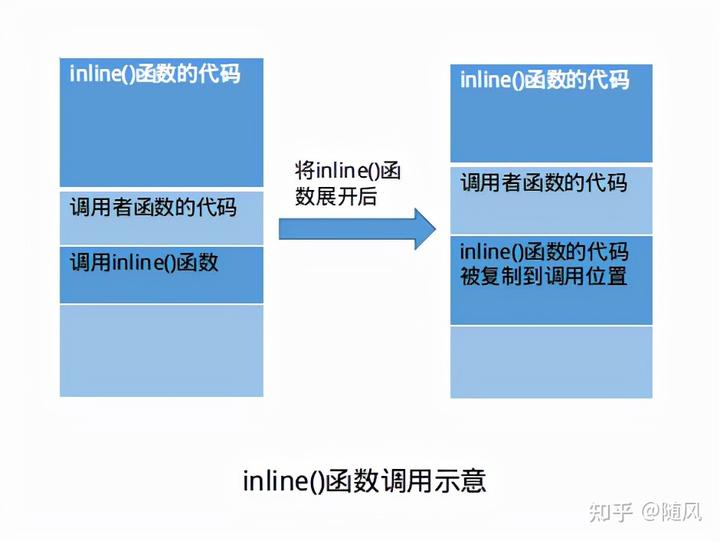 inline()函数的代码
调用者函数的代码
调用inline()函数
将inline()函
数展开后
inline()函数的代码
调用者函数的代码
inline()函数的代码
被复制到调用位置
inline()函数调用示意
知乎 @随风